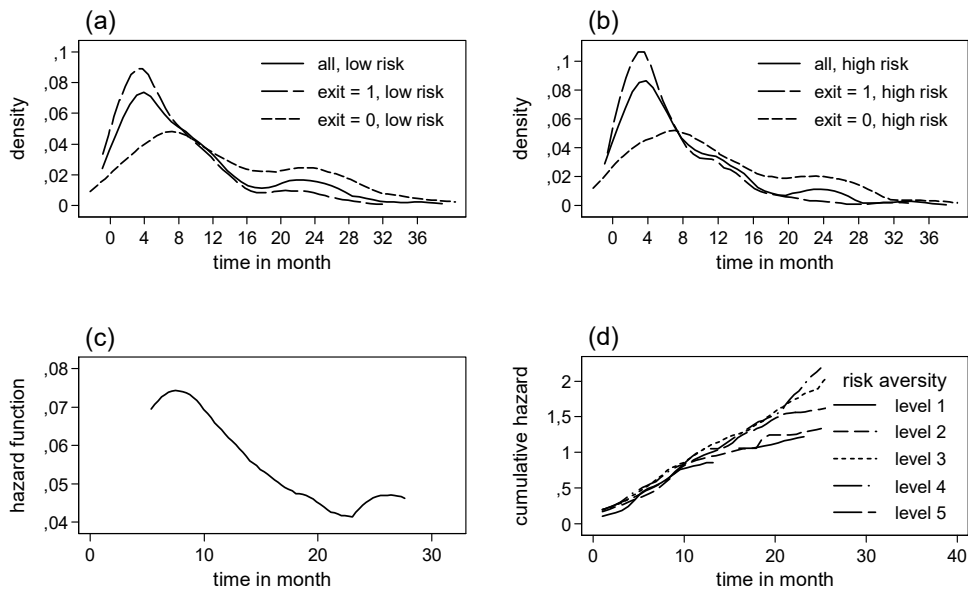 (a)
,1
,08
,06
,04
,02
0
density
all, low risk
exit = 1, low risk
exit = 0, low risk
0 4 8 12 16 20 24 28 32 36
time in month
(b)
,1
,08
,06
,04
,02
0
density
all, high risk
exit = 1, high risk
exit = 0, high risk
0 4 8 12 16 20 24 28 32 36
time in month
(c)
,08
,07
,06
,05
,04
hazard function
0 10 20 30
time in month
(d)
2
1,5
1
,5
0
cumulative hazard
risk aversity
level 1
level 2
level 3
level 4
level 5
0 10 20 30 40
time in month